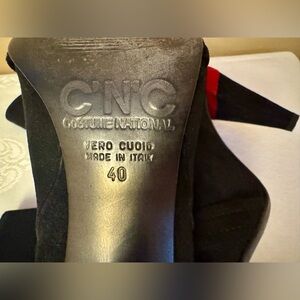 C'N'C
COSTUME NATIONAL
VERO CUOIO
MADE IN ITALY
40